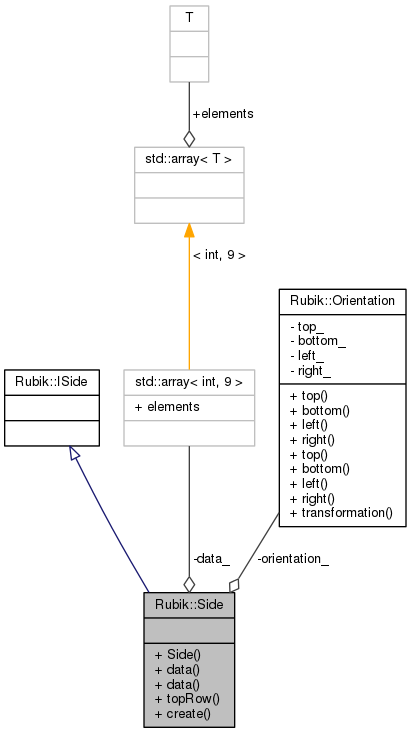 T
+elements
std::array< T >
< int, 9 >
Rubik::Orientation
- top_
- bottom_
- left_
- right_
+ top()
+ bottom()
+ left()
+ right()
+ top()
+ bottom()
+ left()
+ right()
+ transformation()
Rubik::ISide
std::array< int, 9 >
+ elements
-data_
-orientation_
Rubik::Side
+ Side()
+ data()
+ data()
+ topRow()
+ create()